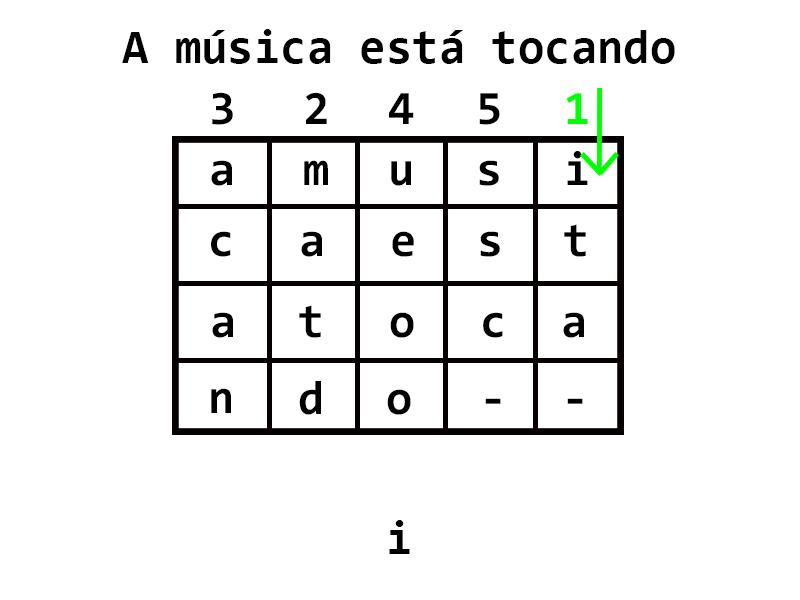 A música está tocando
3 2 4 5 1
a m u s i
c a e s t
a t o c a
n d o - -
i